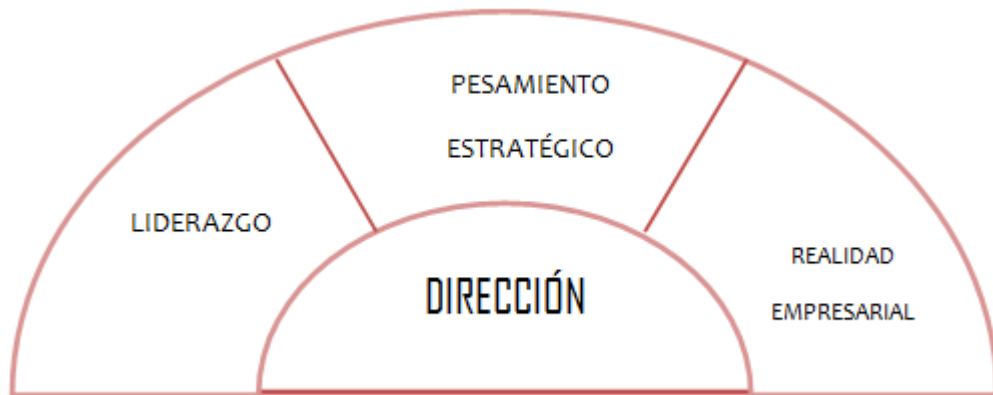 LIDERAZGO
PESAMIENTO
ESTRATÉGICO
REALIDAD
EMPRESARIAL
DIRECCIÓN